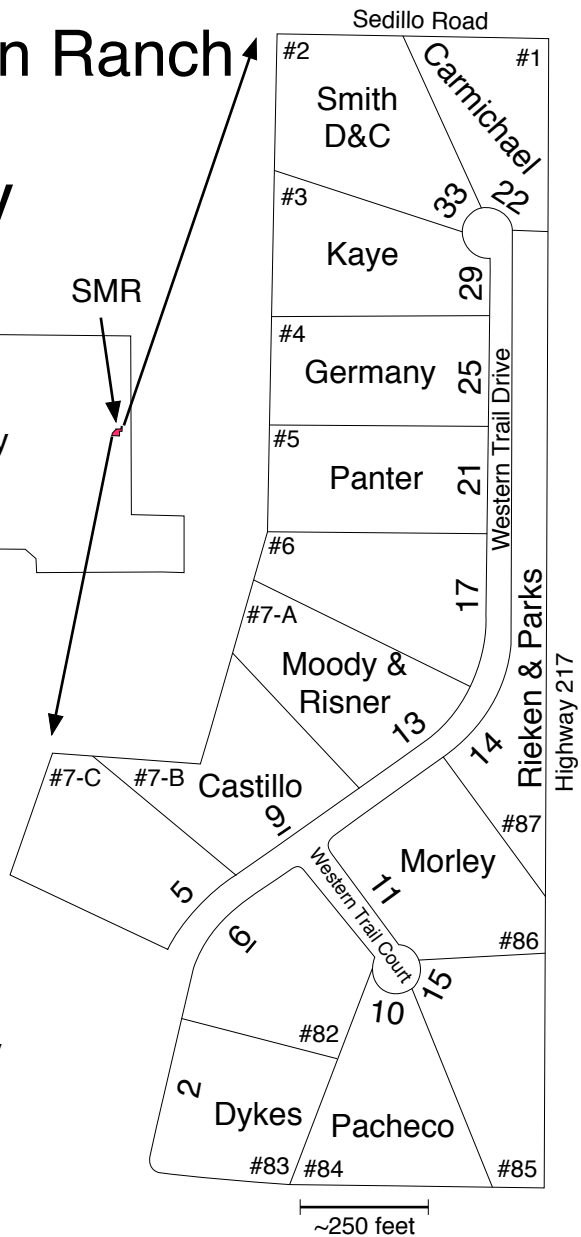 Sedillo Road
n Ranch
#2
#1
Carmichael
Smith
D&C
y
33
22
#3
Kaye
29
SMR
#4
Germany
25
Western Trail Drive
y
#5
Panter
21
#6
17
#7-A
Moody &
Risner
13
Rieken & Parks
Highway 217
14
#7-C
#7-B
Castillo
9
#87
5
Western Trail Court
11
Morley
6
#86
15
10
#82
2
Dykes
Pacheco
#83
#84
#85
~250 feet